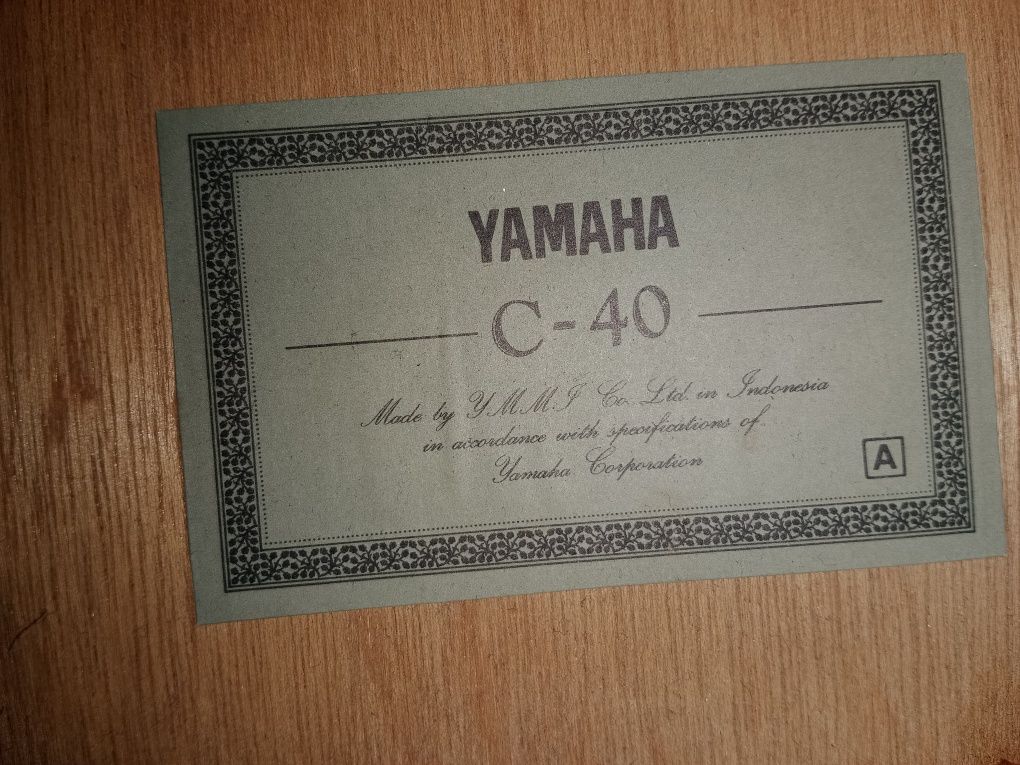 YAMAHA
C-40
Made by Y.M.M.I Co. Ltd. in Indonesia
in accordance with specifications of
Yamaha Corporation
A